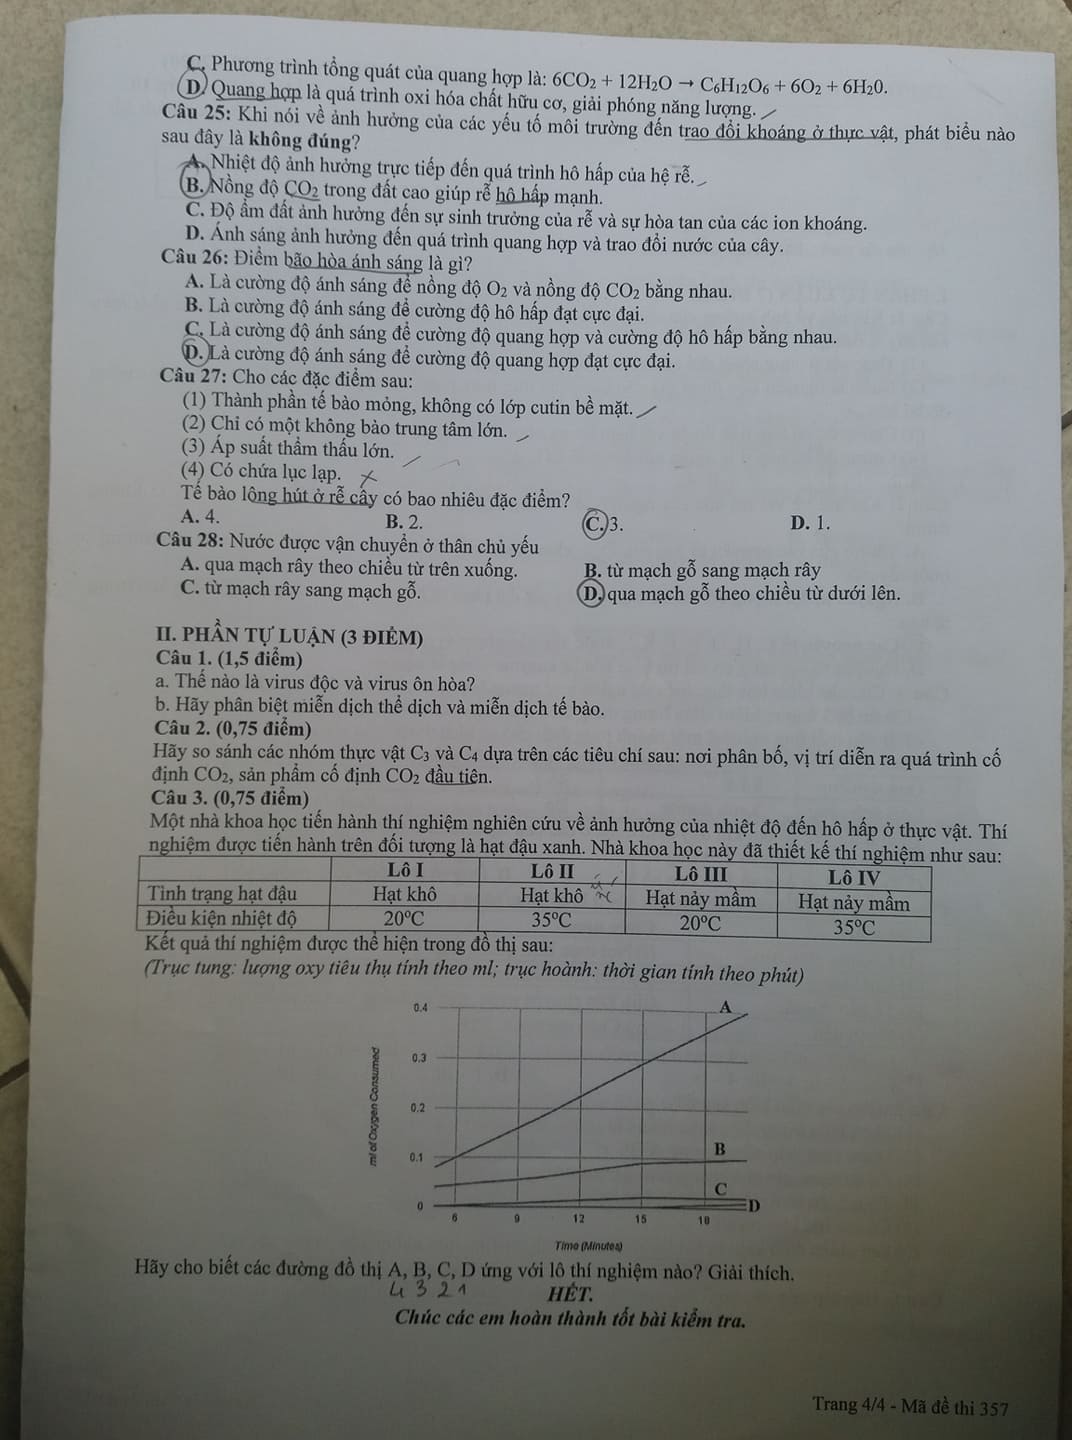 C. Phương trình tổng quát của quang hợp là: 6CO₂ + 12H₂O → C₆H₁₂O₆ + 6O₂ + 6H₂0.
D. Quang hợp là quá trình oxi hóa chất hữu cơ, giải phóng năng lượng.
Câu 25: Khi nói về ảnh hưởng của các yếu tố môi trường đến trao đổi khoáng ở thực vật, phát biểu nào
sau đây là không đúng?
A. Nhiệt độ ảnh hưởng trực tiếp đến quá trình hô hấp của hệ rễ.
B. Nồng độ CO₂ trong đất cao giúp rễ hô hấp mạnh.
C. Độ ẩm đất ảnh hưởng đến sự sinh trưởng của rễ và sự hòa tan của các ion khoáng.
D. Ánh sáng ảnh hưởng đến quá trình quang hợp và trao đổi nước của cây.
Câu 26: Điểm bão hòa ánh sáng là gì?
A. Là cường độ ánh sáng để nồng độ O₂ và nồng độ CO₂ bằng nhau.
B. Là cường độ ánh sáng để cường độ hô hấp đạt cực đại.
C. Là cường độ ánh sáng để cường độ quang hợp và cường độ hô hấp bằng nhau.
D. Là cường độ ánh sáng để cường độ quang hợp đạt cực đại.
Câu 27: Cho các đặc điểm sau:
(1) Thành phần tế bào mỏng, không có lớp cutin bề mặt.
(2) Chỉ có một không bào trung tâm lớn.
(3) Áp suất thẩm thấu lớn.
(4) Có chứa lục lạp.
Tế bào lông hút ở rễ cây có bao nhiêu đặc điểm?
A. 4. B. 2. C. 3. D. 1.
Câu 28: Nước được vận chuyển ở thân chủ yếu
A. qua mạch rây theo chiều từ trên xuống. B. từ mạch gỗ sang mạch rây
C. từ mạch rây sang mạch gỗ. D. qua mạch gỗ theo chiều từ dưới lên.
II. PHẦN TỰ LUẬN (3 ĐIỂM)
Câu 1. (1,5 điểm)
a. Thế nào là virus độc và virus ôn hòa?
b. Hãy phân biệt miễn dịch thể dịch và miễn dịch tế bào.
Câu 2. (0,75 điểm)
Hãy so sánh các nhóm thực vật C₃ và C₄ dựa trên các tiêu chí sau: nơi phân bố, vị trí diễn ra quá trình cố
định CO₂, sản phẩm cố định CO₂ đầu tiên.
Câu 3. (0,75 điểm)
Một nhà khoa học tiến hành thí nghiệm nghiên cứu về ảnh hưởng của nhiệt độ đến hô hấp ở thực vật. Thí
nghiệm được tiến hành trên đối tượng là hạt đậu xanh. Nhà khoa học này đã thiết kế thí nghiệm như sau:
Lô I Lô II Lô III Lô IV
Tình trạng hạt đậu Hạt khô Hạt khô Hạt nảy mầm Hạt nảy mầm
Điều kiện nhiệt độ 20°C 35°C 20°C 35°C
Kết quả thí nghiệm được thể hiện trong đồ thị sau:
(Trục tung: lượng oxy tiêu thụ tính theo ml; trục hoành: thời gian tính theo phút)
0.4 A
0.3
ml of Oxygen Consumed
0.2
0.1 B
C
0 D
6 9 12 15 18
Time (Minutes)
Hãy cho biết các đường đồ thị A, B, C, D ứng với lô thí nghiệm nào? Giải thích.
4 3 2 1
HẾT.
Chúc các em hoàn thành tốt bài kiểm tra.
Trang 4/4 - Mã đề thi 357